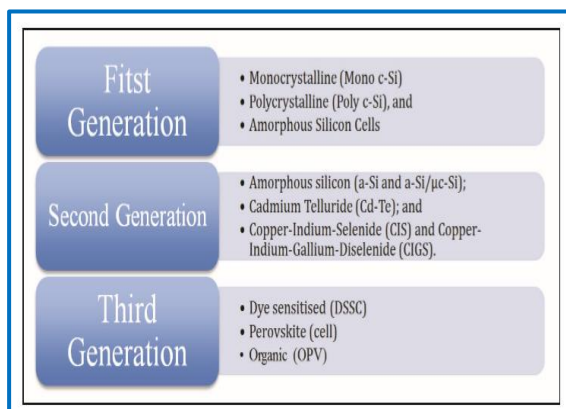 Fitst
Generation
• Monocrystalline (Mono c-Si)
• Polycrystalline (Poly c-Si), and
• Amorphous Silicon Cells
Second Generation
• Amorphous silicon (a-Si and a-Si/µc-Si);
• Cadmium Telluride (Cd-Te); and
• Copper-Indium-Selenide (CIS) and Copper-
Indium-Gallium-Diselenide (CIGS).
Third
Generation
• Dye sensitised (DSSC)
• Perovskite (cell)
• Organic (OPV)